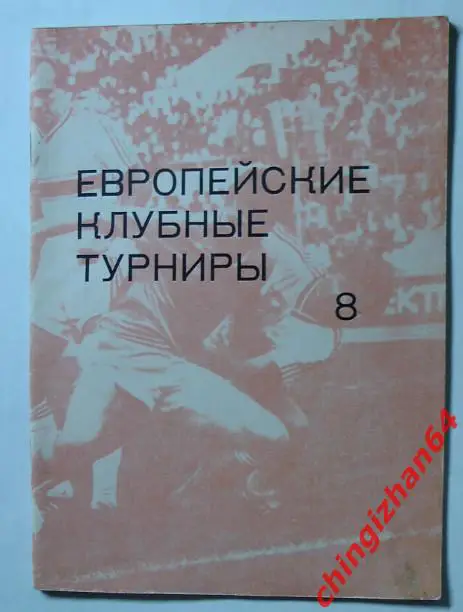 ЕВРОПЕЙСКИЕ
КЛУБНЫЕ
ТУРНИРЫ
8
chingizhan64